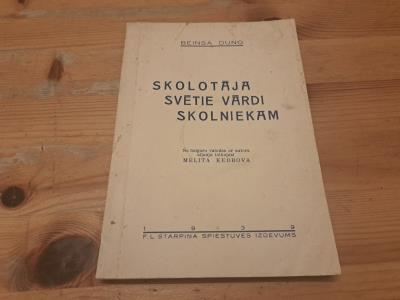 BEINSA DUNO
SKOLOTĀJA
SVĒTIE VĀRDI
SKOLNIEKAM
No bulgāru valodas ar autora
atļauju tulkojusi
MELITA KEDROVA
1 9 3 9
F. L. STARPIŅA SPIESTUVES IZDEVUMS